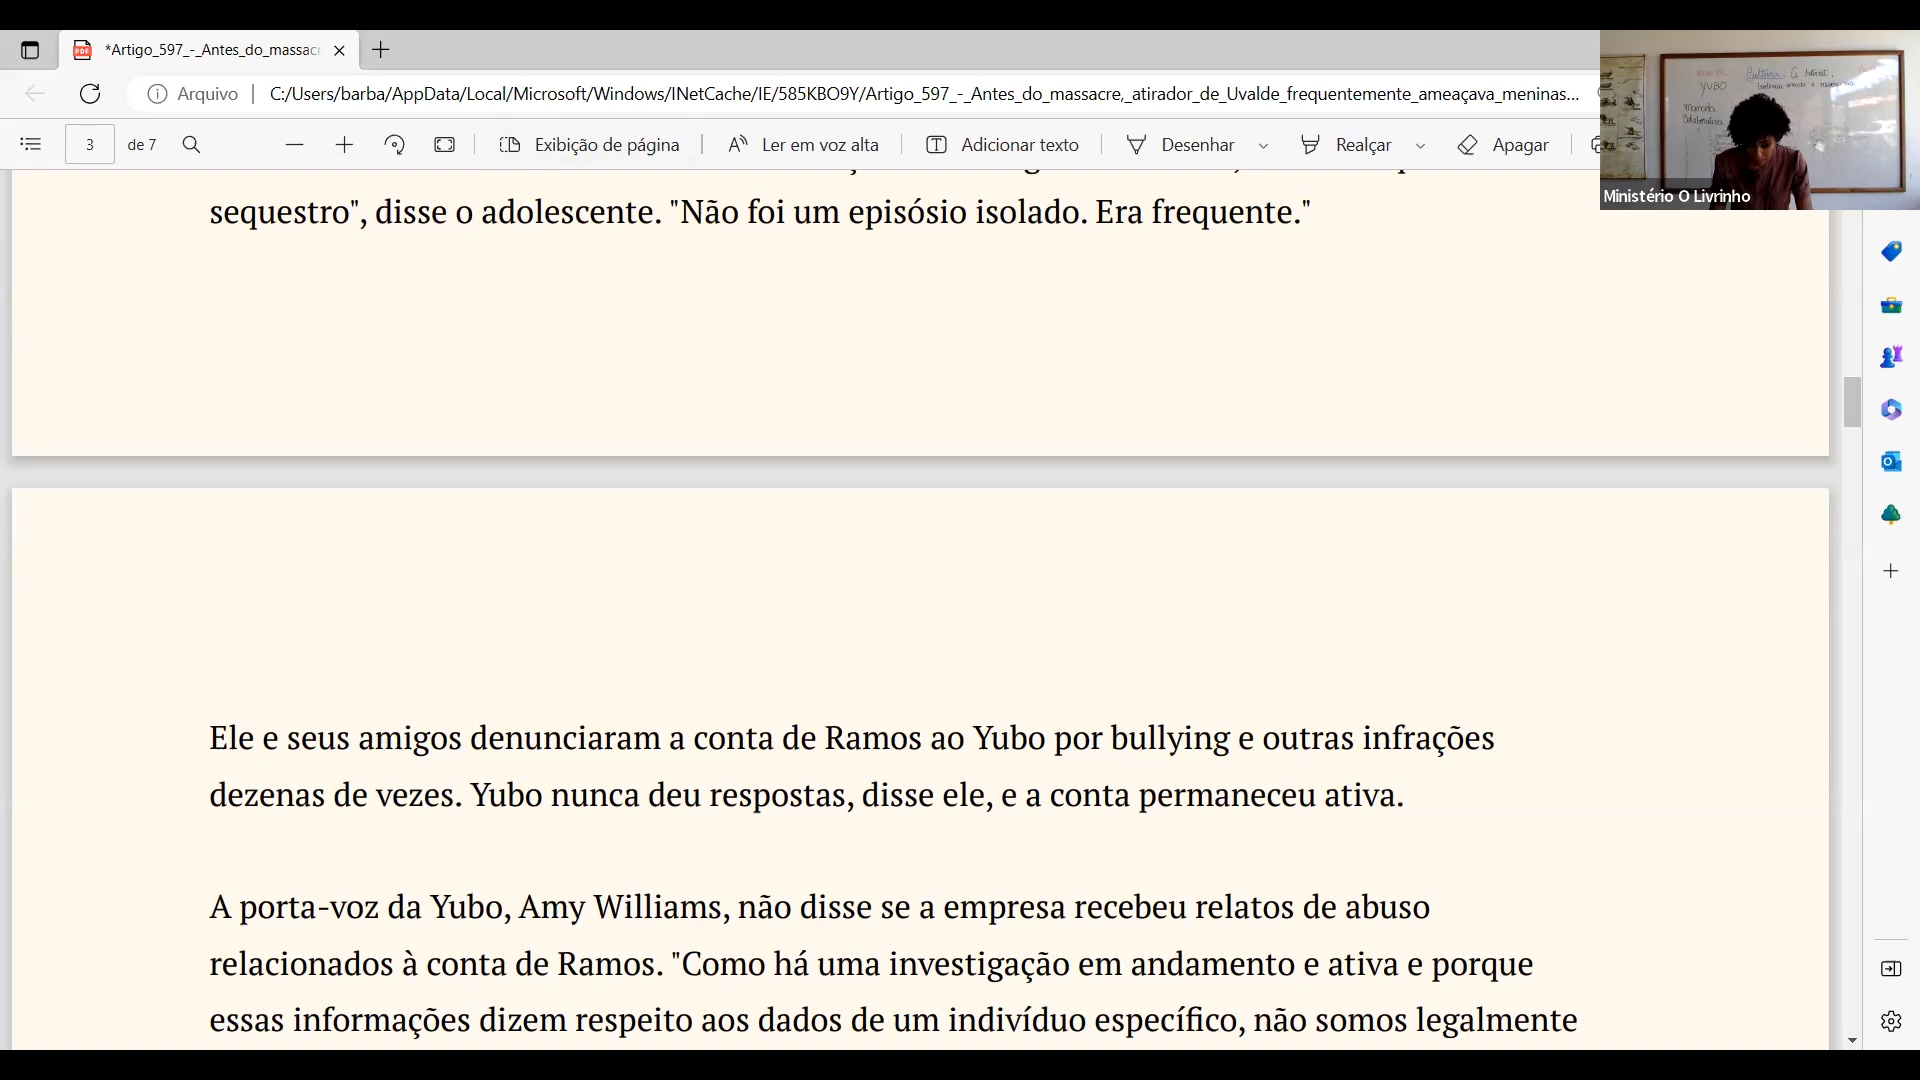 *Artigo_597_-_Antes_do_massacr
Arquivo
C:/Users/barba/AppData/Local/Microsoft/Windows/INetCache/IE/585KBO9Y/Artigo_597_-_Antes_do_massacre,_atirador_de_Uvalde_frequentemente_ameaçava_meninas...
3 de 7
Exibição de página
Ler em voz alta
Adicionar texto
Desenhar
Realçar
Apagar
YUBO
Ministério O Livrinho
sequestro", disse o adolescente. "Não foi um episósio isolado. Era frequente."
Ele e seus amigos denunciaram a conta de Ramos ao Yubo por bullying e outras infrações
dezenas de vezes. Yubo nunca deu respostas, disse ele, e a conta permaneceu ativa.
A porta-voz da Yubo, Amy Williams, não disse se a empresa recebeu relatos de abuso
relacionados à conta de Ramos. "Como há uma investigação em andamento e ativa e porque
essas informações dizem respeito aos dados de um indivíduo específico, não somos legalmente